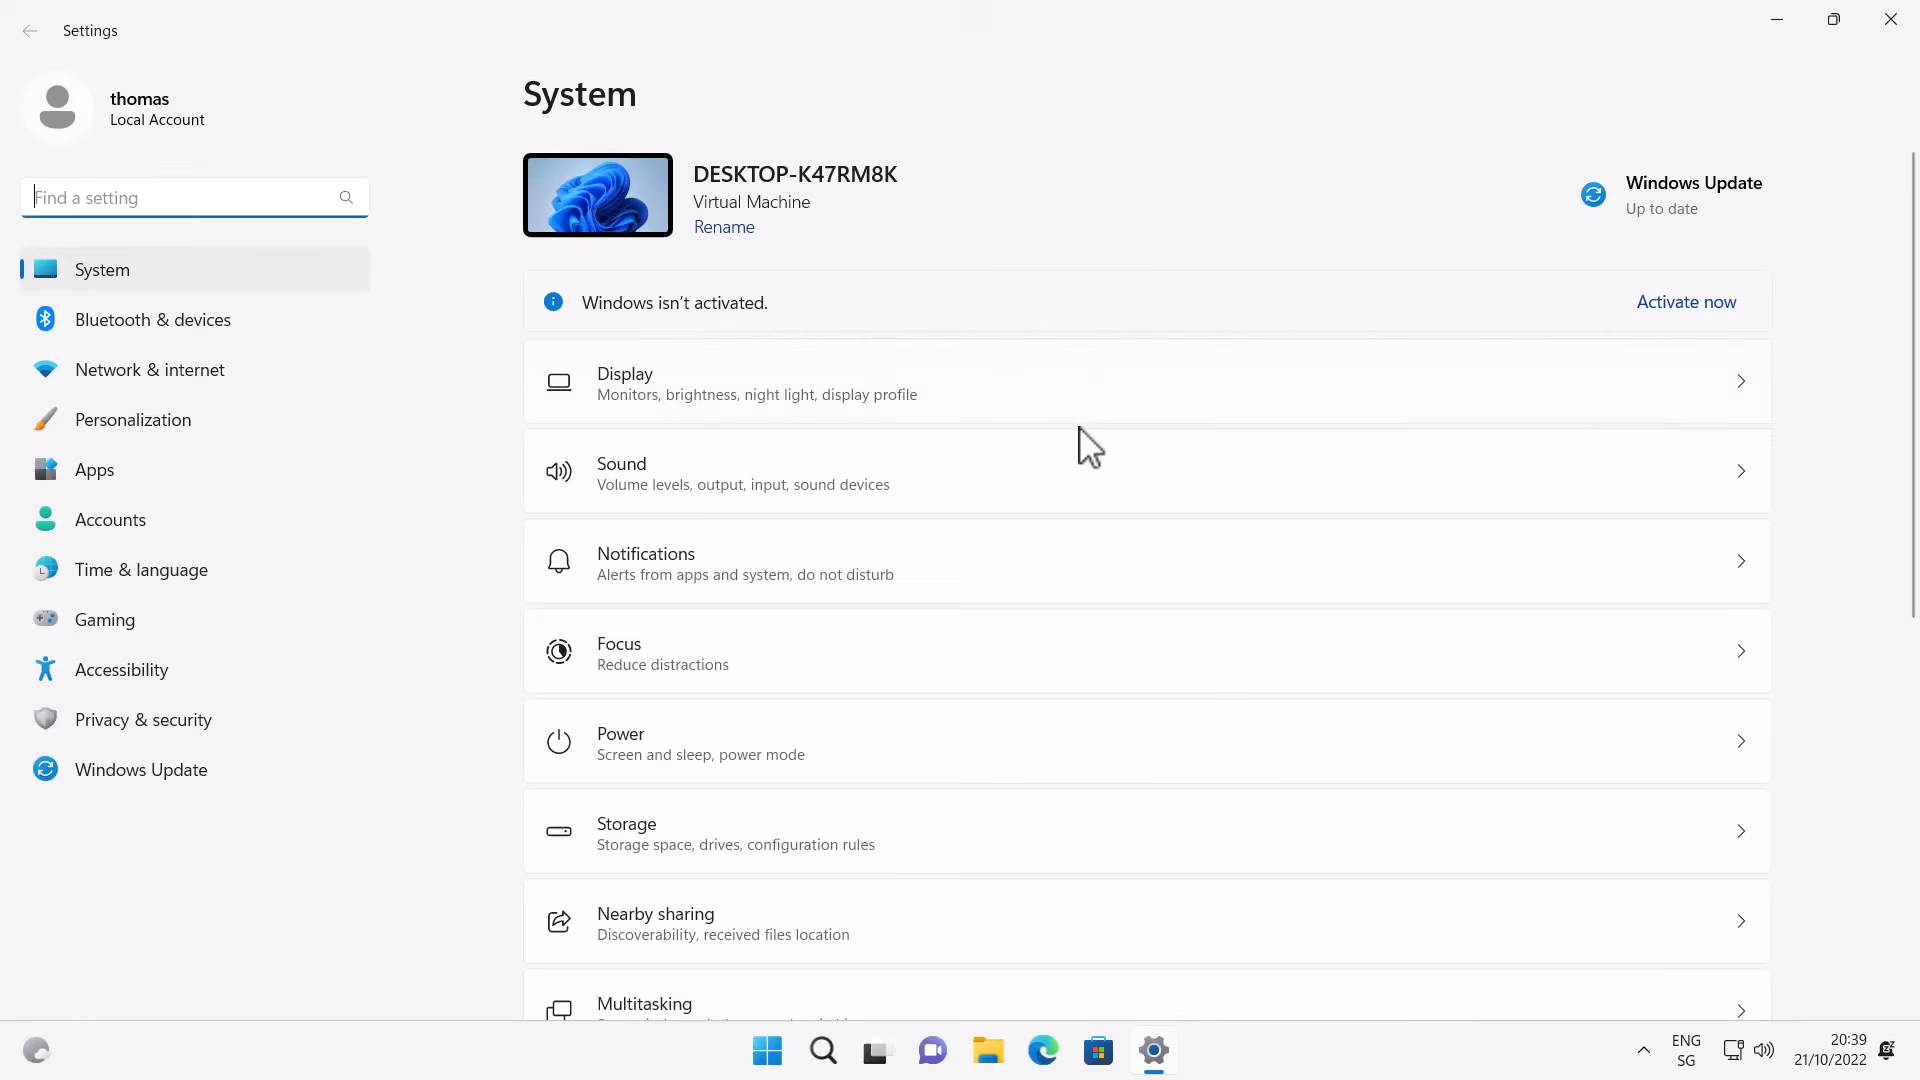 Settings
thomas
Local Account
Find a setting
System
Bluetooth & devices
Network & internet
Personalization
Apps
Accounts
Time & language
Gaming
Accessibility
Privacy & security
Windows Update
System
DESKTOP-K47RM8K
Virtual Machine
Rename
Windows Update
Up to date
Windows isn't activated.
Activate now
Display
Monitors, brightness, night light, display profile
Sound
Volume levels, output, input, sound devices
Notifications
Alerts from apps and system, do not disturb
Focus
Reduce distractions
Power
Screen and sleep, power mode
Storage
Storage space, drives, configuration rules
Nearby sharing
Discoverability, received files location
Multitasking
ENG
SG
20:39
21/10/2022